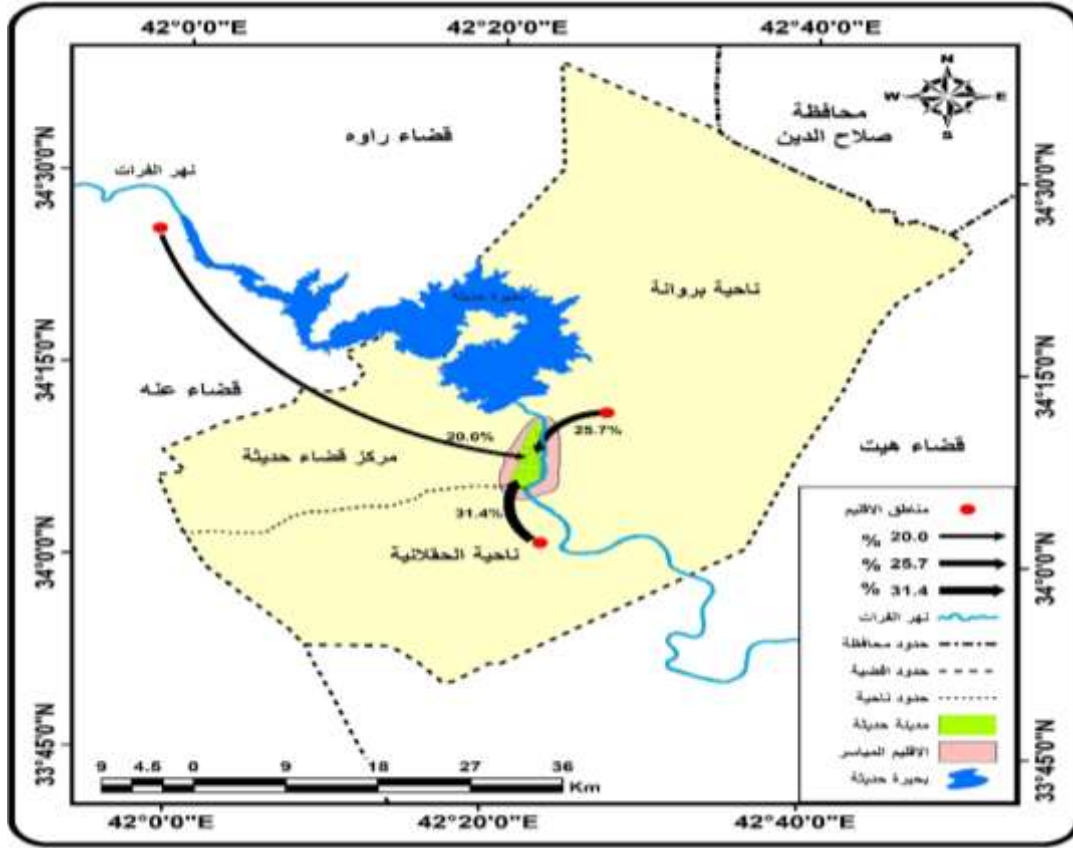 42°0'0"E 42°20'0"E 42°40'0"E
N
W E
S
محافظة
صلاح الدين
قضاء راوه
نهر الفرات
34°30'0"N 34°30'0"N
ناحية بروانة
بحيرة حديثة
34°15'0"N 34°15'0"N
قضاء عنه
20.0%
25.7%
مركز قضاء حديثة
قضاء هيت
31.4%
ناحية الحقلانية
34°0'0"N 34°0'0"N
مناطق الاقليم
% 20.0
% 25.7
% 31.4
نهر الفرات
حدود محافظة
حدود اقضية
حدود ناحية
مدينة حديثة
الاقليم المباشر
بحيرة حديثة
33°45'0"N 33°45'0"N
9 4.5 0 9 18 27 36
Km
42°0'0"E 42°20'0"E 42°40'0"E